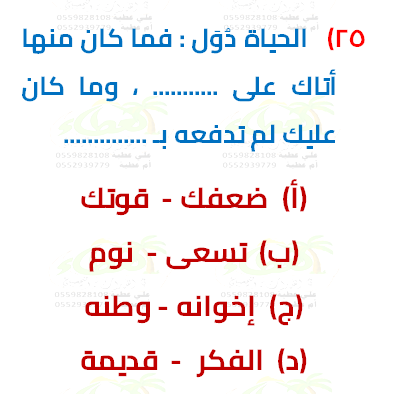 ٢٥) الحياة دُوَل : فما كان منها
أتاك على ........... ، وما كان
عليك لم تدفعه بـ ..............
(أ) ضعفك - قوتك
(ب) تسعى - نوم
(ج) إخوانه - وطنه
(د) الفكر - قديمة